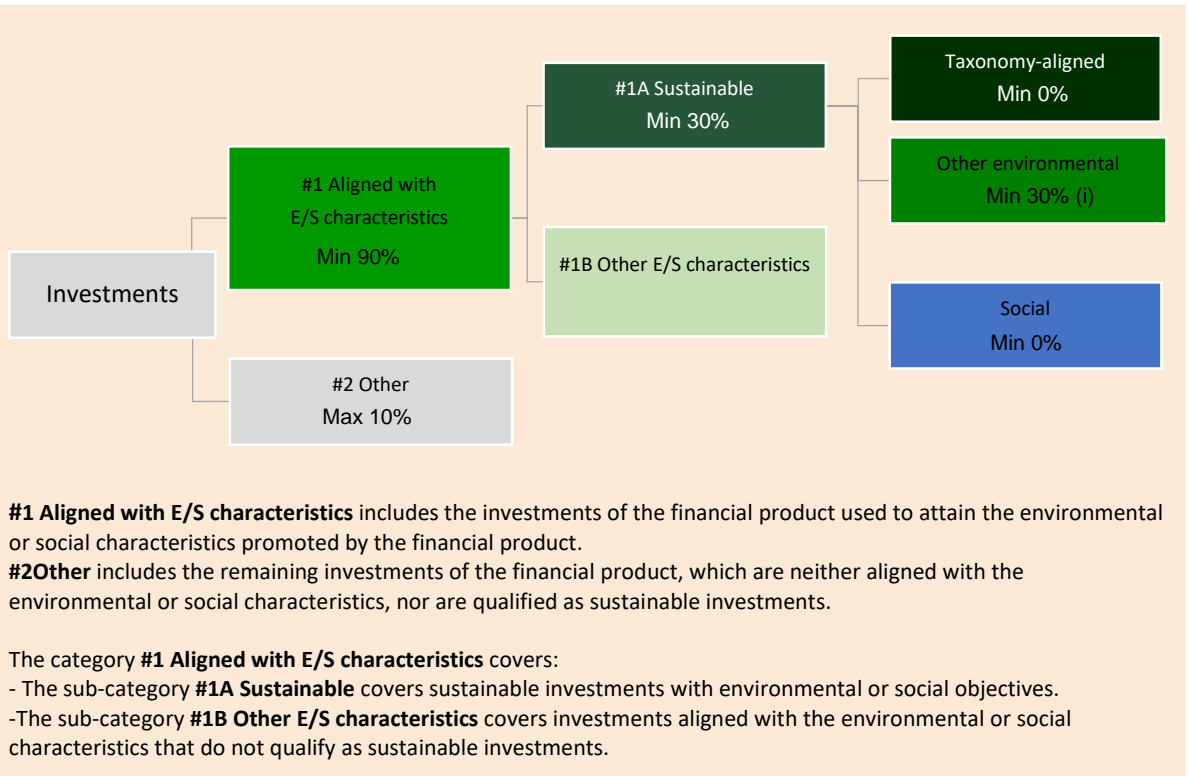 Taxonomy-aligned
Min 0%
#1A Sustainable
Min 30%
Other environmental
Min 30% (i)
#1 Aligned with
E/S characteristics
Min 90%
#1B Other E/S characteristics
Investments
Social
Min 0%
#2 Other
Max 10%
#1 Aligned with E/S characteristics includes the investments of the financial product used to attain the environmental
or social characteristics promoted by the financial product.
#2Other includes the remaining investments of the financial product, which are neither aligned with the
environmental or social characteristics, nor are qualified as sustainable investments.
The category #1 Aligned with E/S characteristics covers:
- The sub-category #1A Sustainable covers sustainable investments with environmental or social objectives.
-The sub-category #1B Other E/S characteristics covers investments aligned with the environmental or social
characteristics that do not qualify as sustainable investments.